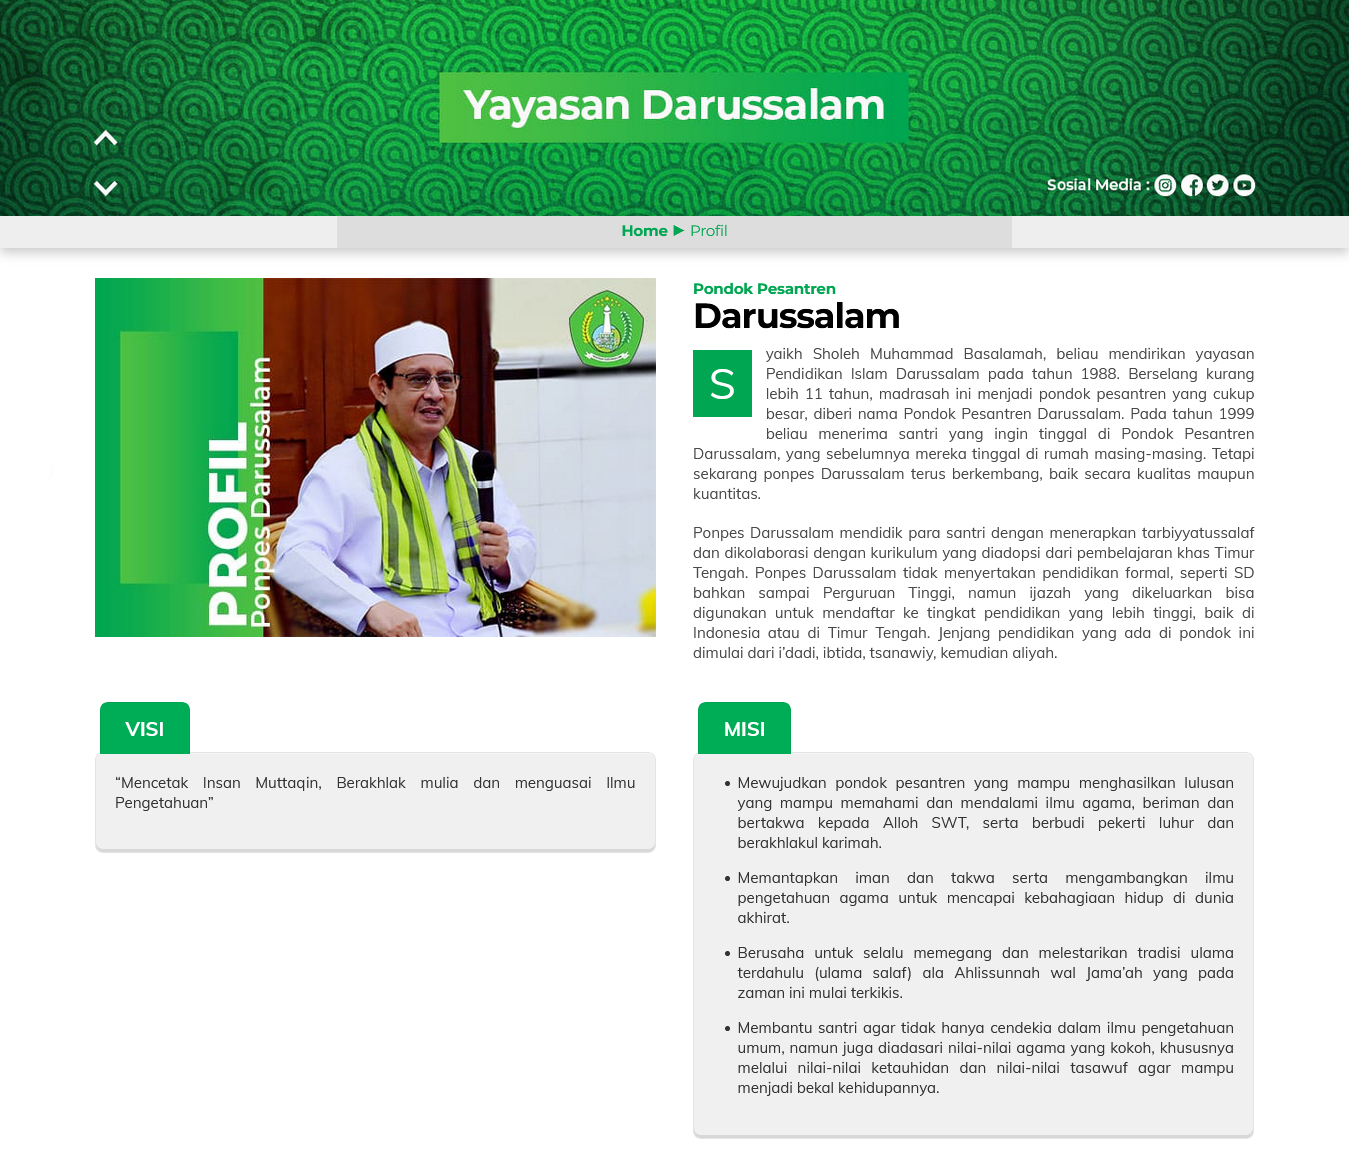 Yayasan Darussalam
Sosial Media :
Home ▶ Profil
PROFIL
Ponpes Darussalam
Pondok Pesantren
Darussalam
S
yaikh Sholeh Muhammad Basalamah, beliau mendirikan yayasan
Pendidikan Islam Darussalam pada tahun 1988. Berselang kurang
lebih 11 tahun, madrasah ini menjadi pondok pesantren yang cukup
besar, diberi nama Pondok Pesantren Darussalam. Pada tahun 1999
beliau menerima santri yang ingin tinggal di Pondok Pesantren
Darussalam, yang sebelumnya mereka tinggal di rumah masing-masing. Tetapi
sekarang ponpes Darussalam terus berkembang, baik secara kualitas maupun
kuantitas.
Ponpes Darussalam mendidik para santri dengan menerapkan tarbiyyatussalaf
dan dikolaborasi dengan kurikulum yang diadopsi dari pembelajaran khas Timur
Tengah. Ponpes Darussalam tidak menyertakan pendidikan formal, seperti SD
bahkan sampai Perguruan Tinggi, namun ijazah yang dikeluarkan bisa
digunakan untuk mendaftar ke tingkat pendidikan yang lebih tinggi, baik di
Indonesia atau di Timur Tengah. Jenjang pendidikan yang ada di pondok ini
dimulai dari i’dadi, ibtida, tsanawiy, kemudian aliyah.
VISI
“Mencetak Insan Muttaqin, Berakhlak mulia dan menguasai Ilmu
Pengetahuan”
MISI
• Mewujudkan pondok pesantren yang mampu menghasilkan lulusan
yang mampu memahami dan mendalami ilmu agama, beriman dan
bertakwa kepada Alloh SWT, serta berbudi pekerti luhur dan
berakhlakul karimah.
• Memantapkan iman dan takwa serta mengambangkan ilmu
pengetahuan agama untuk mencapai kebahagiaan hidup di dunia
akhirat.
• Berusaha untuk selalu memegang dan melestarikan tradisi ulama
terdahulu (ulama salaf) ala Ahlissunnah wal Jama’ah yang pada
zaman ini mulai terkikis.
• Membantu santri agar tidak hanya cendekia dalam ilmu pengetahuan
umum, namun juga diadasari nilai-nilai agama yang kokoh, khususnya
melalui nilai-nilai ketauhidan dan nilai-nilai tasawuf agar mampu
menjadi bekal kehidupannya.